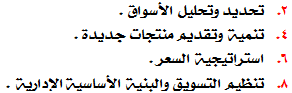 ٢. تحديد وتحليل الأسواق .
٤. تنمية وتقديم منتجات جديدة .
٦. استراتيجية السعر .
٨. تنظيم التسويق والبنية الأساسية الإدارية .